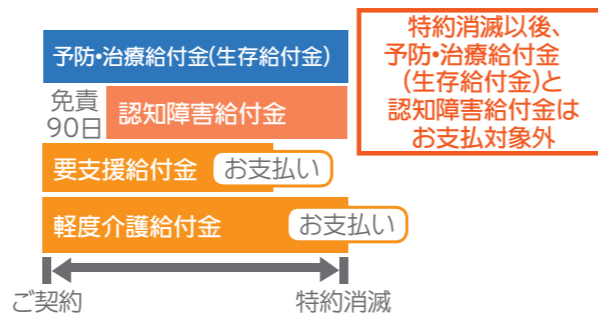 予防・治療給付金(生存給付金)
免責
90日
認知障害給付金
要支援給付金
お支払い
軽度介護給付金
お支払い
ご契約
特約消滅
特約消滅以後、
予防・治療給付金
(生存給付金)と
認知障害給付金は
お支払対象外